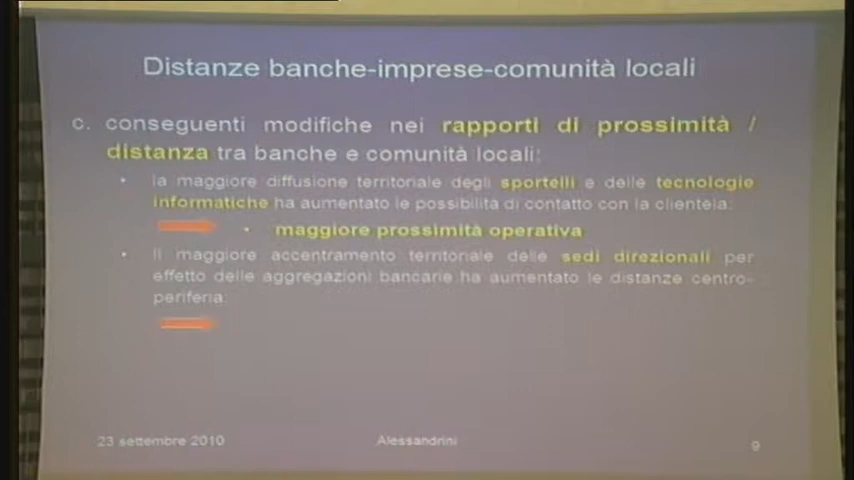 Distanze banche-imprese-comunità locali
c. conseguenti modifiche nei rapporti di prossimità /
distanza tra banche e comunità locali:
• la maggiore diffusione territoriale degli sportelli e delle tecnologie
informatiche ha aumentato le possibilità di contatto con la clientela:
• maggiore prossimità operativa
• Il maggiore accentramento territoriale delle sedi direzionali per
effetto delle aggregazioni bancarie ha aumentato le distanze centro-
periferia:
23 settembre 2010
Alessandrini
9